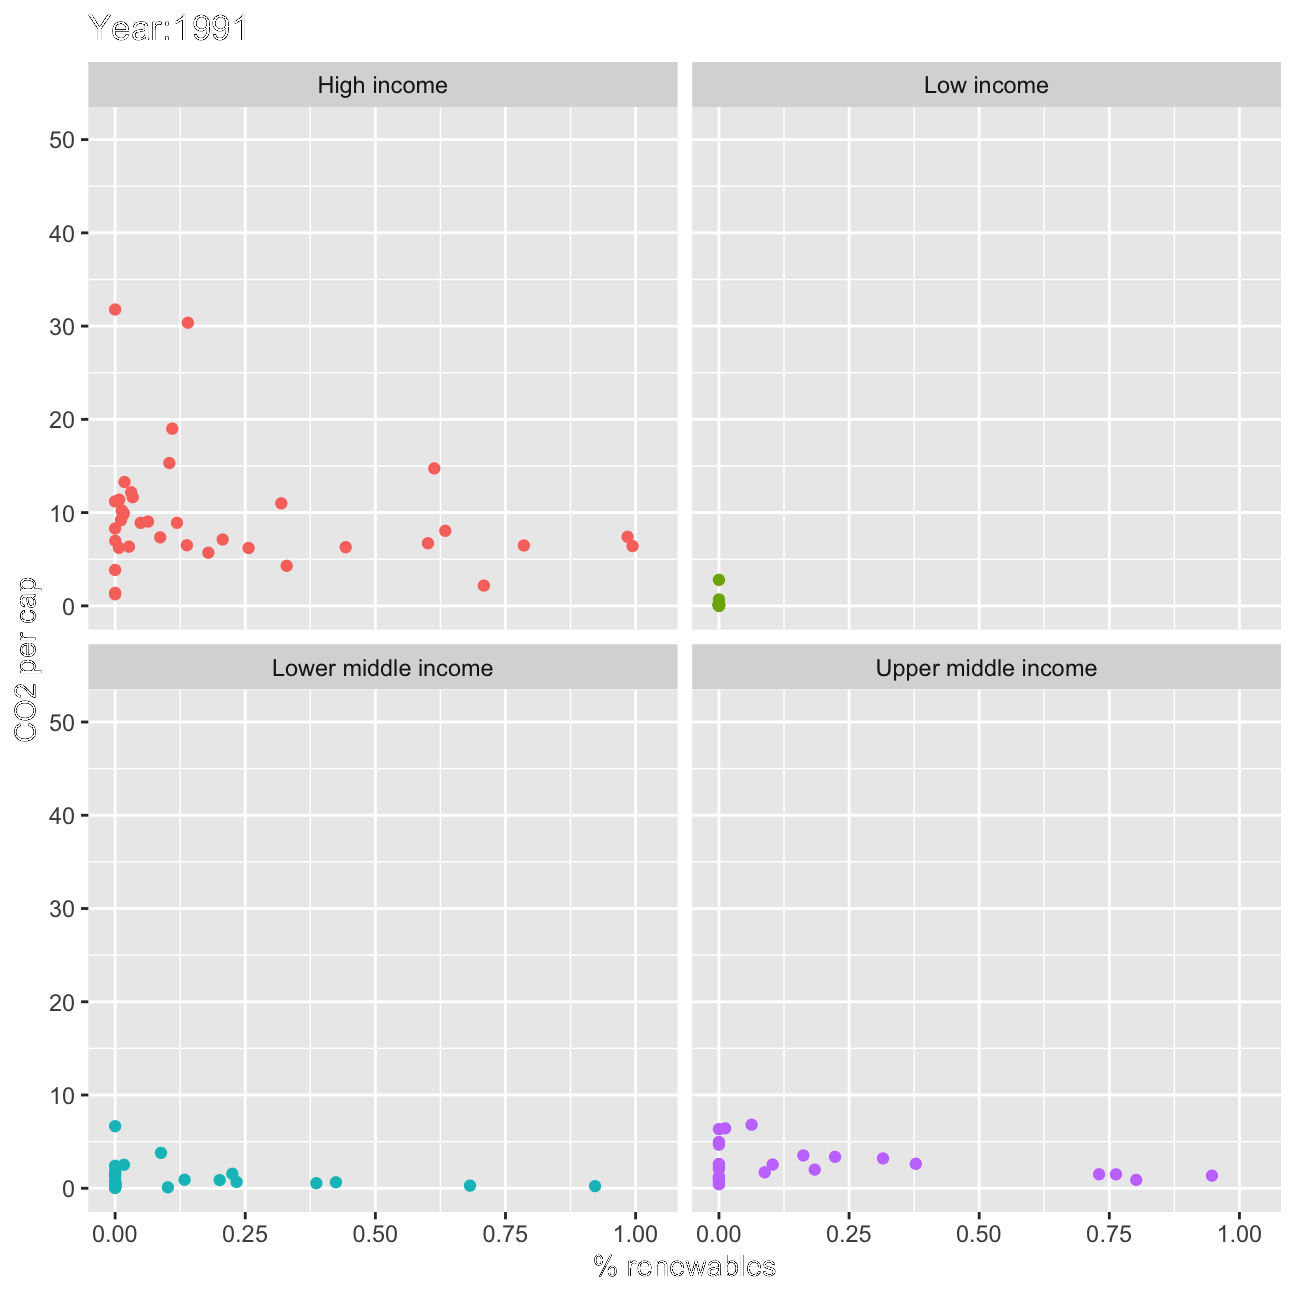 Year:1991
High income
Low income
50
40
30
20
10
0
Lower middle income
Upper middle income
50
40
30
20
10
0
0.00 0.25 0.50 0.75 1.00 0.00 0.25 0.50 0.75 1.00
% renewables
CO2 per cap